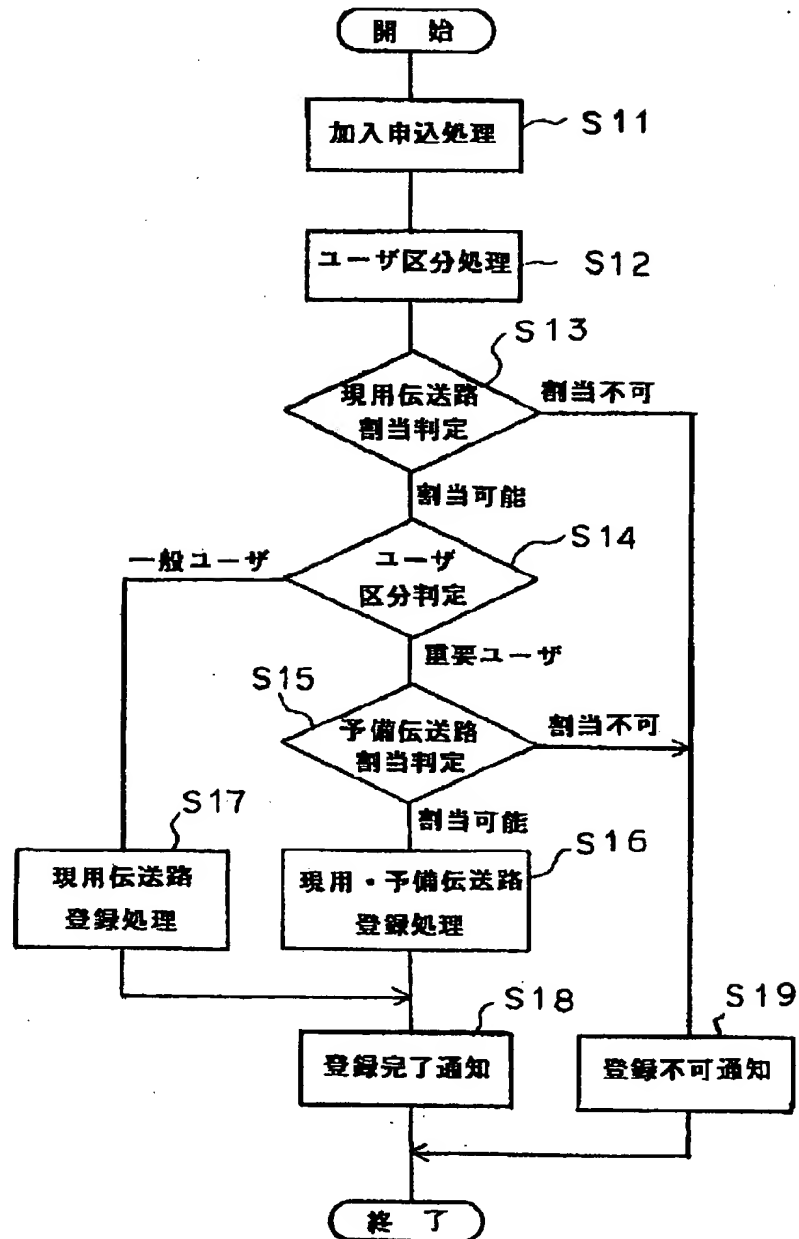 開 始
加入申込処理
S11
ユーザ区分処理
S12
S13
現用伝送路
割当判定
割当不可
割当可能
S14
一般ユーザ
ユーザ
区分判定
重要ユーザ
S15
予備伝送路
割当判定
割当不可
割当可能
S17
S16
現用伝送路
登録処理
現用・予備伝送路
登録処理
S18
S19
登録完了通知
登録不可通知
終 了